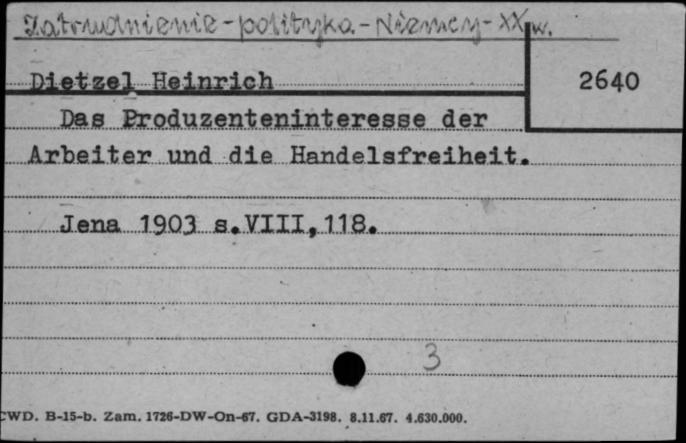 Zatrudnienie-polityka-Niemcy-XX w.
Dietzel Heinrich
2640
Das Produzenteninteresse der
Arbeiter und die Handelsfreiheit.
Jena 1903 s.VIII,118.
3
CWD. B-15-b. Zam. 1726-DW-On-67. GDA-3198. 8.11.67. 4.630.000.